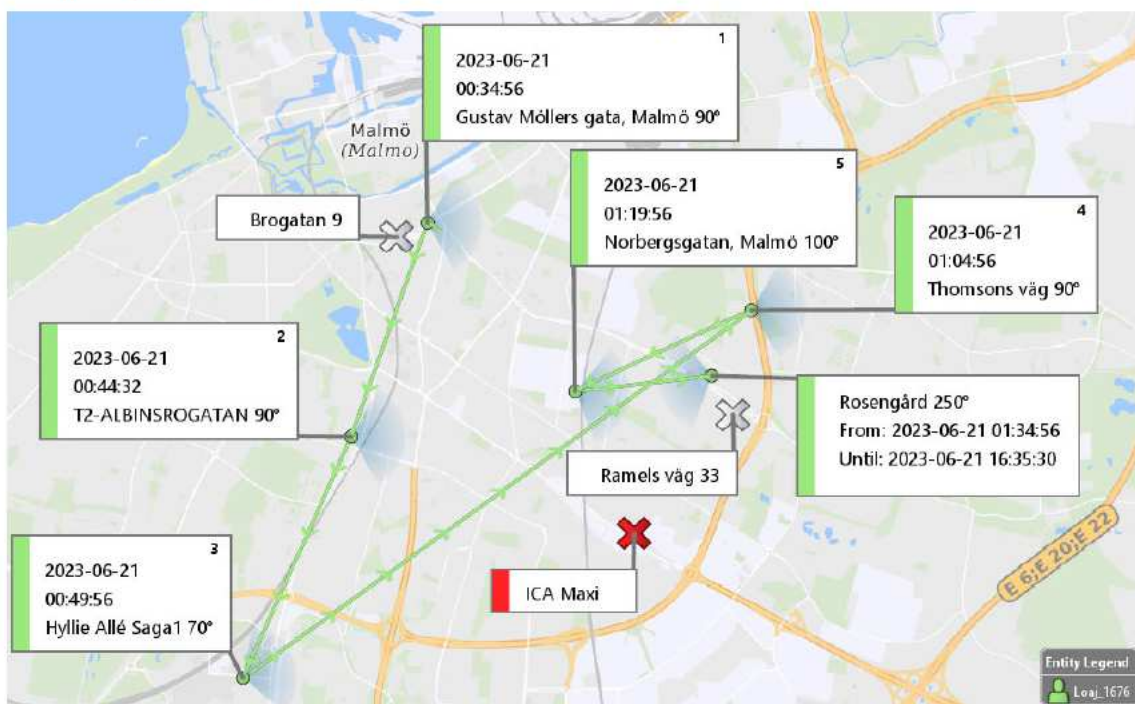 1
2023-06-21
00:34:56
Gustav Möllers gata, Malmö 90°
Malmö
(Malmo)
Brogatan 9
5
2023-06-21
01:19:56
Norbergsgatan, Malmö 100°
4
2023-06-21
01:04:56
Thomsons väg 90°
2
2023-06-21
00:44:32
T2-ALBINSROGATAN 90°
Rosengård 250°
From: 2023-06-21 01:34:56
Until: 2023-06-21 16:35:30
Ramels väg 33
3
2023-06-21
00:49:56
Hyllie Allé Saga1 70°
ICA Maxi
E 6;E 20;E 22
Entity Legend
Loaj_1676